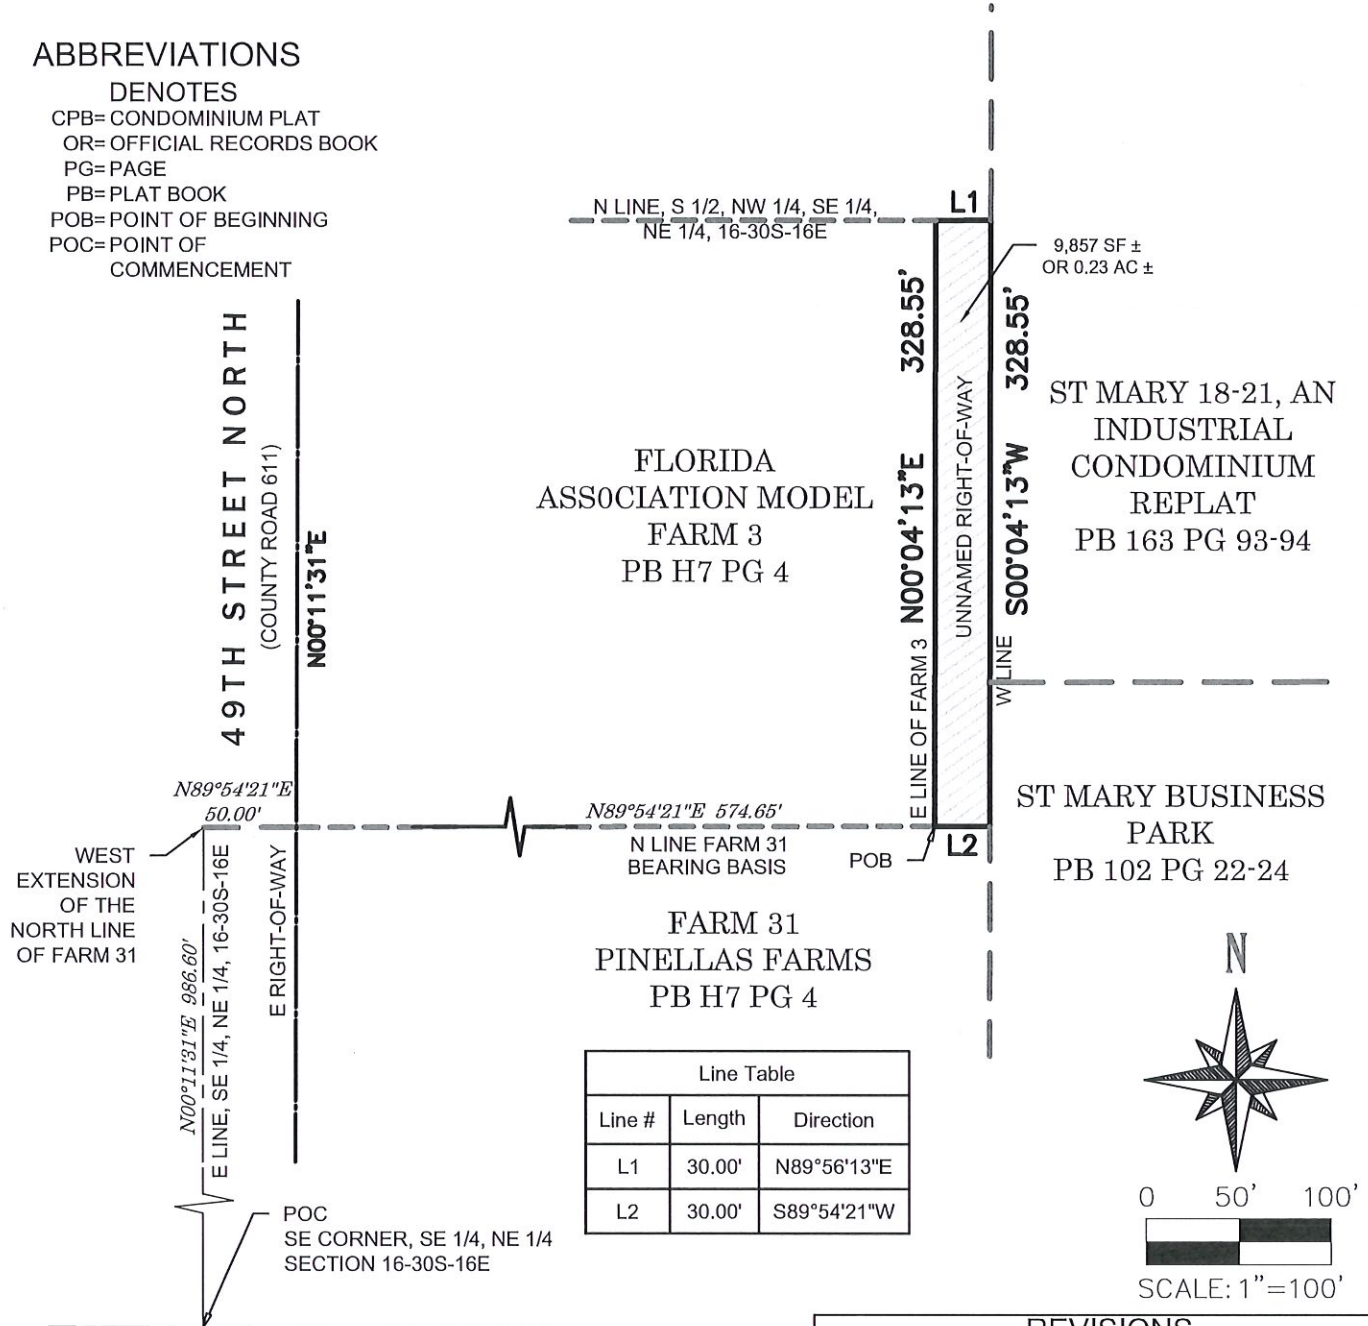 ABBREVIATIONS
DENOTES
CPB= CONDOMINIUM PLAT
OR= OFFICIAL RECORDS BOOK
PG= PAGE
PB= PLAT BOOK
POB= POINT OF BEGINNING
POC= POINT OF
COMMENCEMENT
N LINE, S 1/2, NW 1/4, SE 1/4,
NE 1/4, 16-30S-16E
L1
9,857 SF ±
OR 0.23 AC ±
49TH STREET NORTH
(COUNTY ROAD 611)
N00°11'31"E
FLORIDA
ASS0CIATION MODEL
FARM 3
PB H7 PG 4
N00°04'13"E 328.55'
E LINE OF FARM 3
UNNAMED RIGHT-OF-WAY
S00°04'13"W 328.55'
W LINE
ST MARY 18-21, AN
INDUSTRIAL
CONDOMINIUM
REPLAT
PB 163 PG 93-94
N89°54'21"E
50.00'
N89°54'21"E 574.65'
N LINE FARM 31
BEARING BASIS
POB
L2
ST MARY BUSINESS
PARK
PB 102 PG 22-24
WEST
EXTENSION
OF THE
NORTH LINE
OF FARM 31
N00°11'31"E 986.60'
E LINE, SE 1/4, NE 1/4, 16-30S-16E
E RIGHT-OF-WAY
FARM 31
PINELLAS FARMS
PB H7 PG 4
N
Line Table
Line # Length Direction
L1 30.00' N89°56'13"E
L2 30.00' S89°54'21"W
POC
SE CORNER, SE 1/4, NE 1/4
SECTION 16-30S-16E
0 50' 100'
SCALE: 1"=100'
REVISIONS